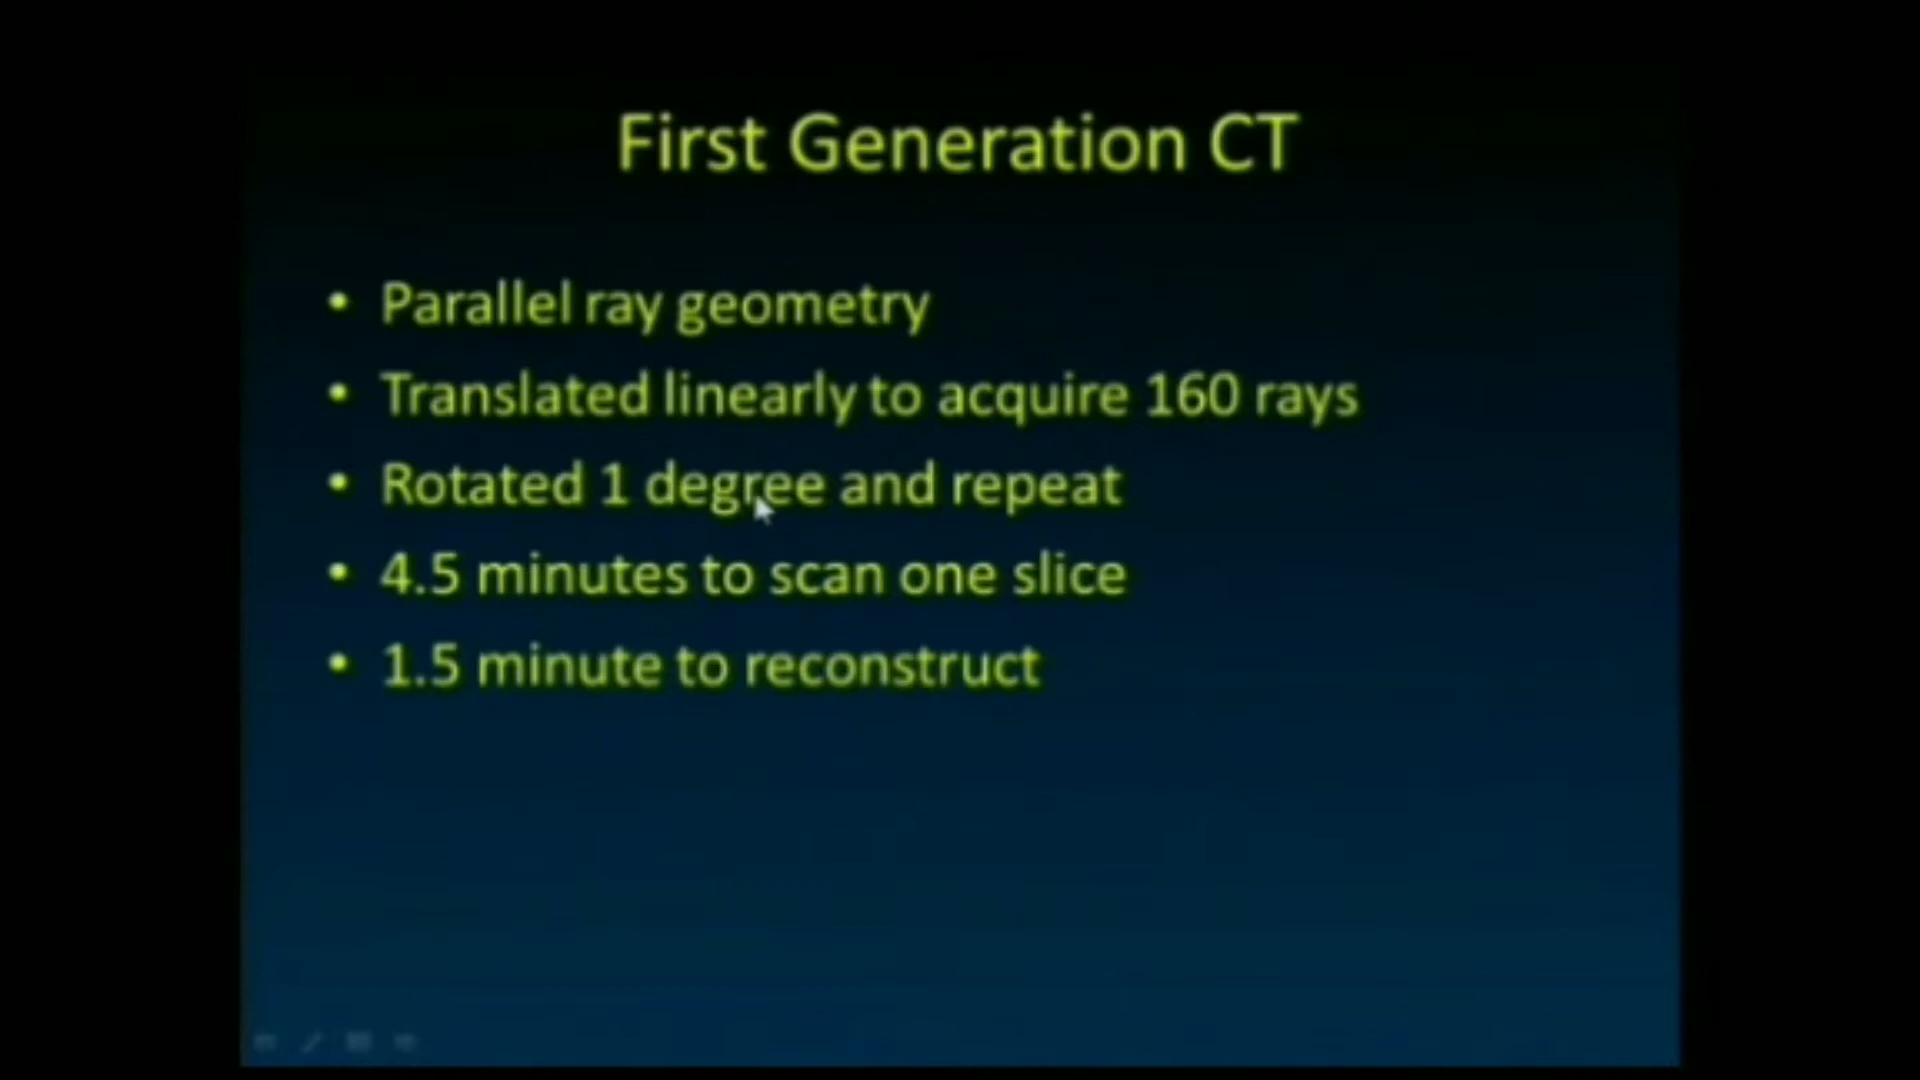 First Generation CT
• Parallel ray geometry
• Translated linearly to acquire 160 rays
• Rotated 1 degree and repeat
• 4.5 minutes to scan one slice
• 1.5 minute to reconstruct